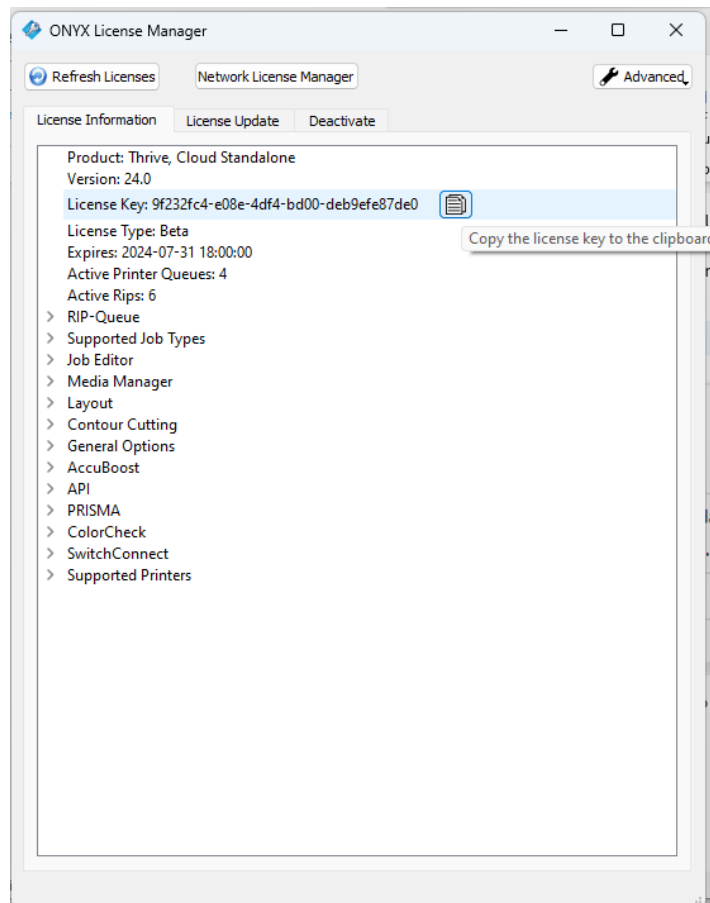 ONYX License Manager
Refresh Licenses Network License Manager Advanced
License Information License Update Deactivate
Product: Thrive, Cloud Standalone
Version: 24.0
License Key: 9f232fc4-e08e-4df4-bd00-deb9efe87de0
License Type: Beta
Copy the license key to the clipboard
Expires: 2024-07-31 18:00:00
Active Printer Queues: 4
Active Rips: 6
RIP-Queue
Supported Job Types
Job Editor
Media Manager
Layout
Contour Cutting
General Options
AccuBoost
API
PRISMA
ColorCheck
SwitchConnect
Supported Printers